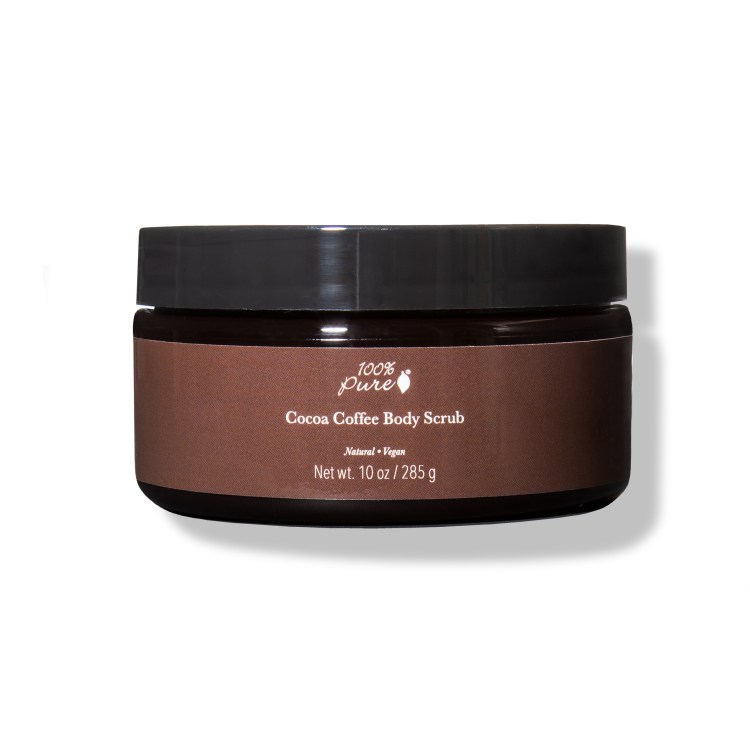 100%
Pure
Cocoa Coffee Body Scrub
Natural • Vegan
Net wt. 10 oz / 285 g